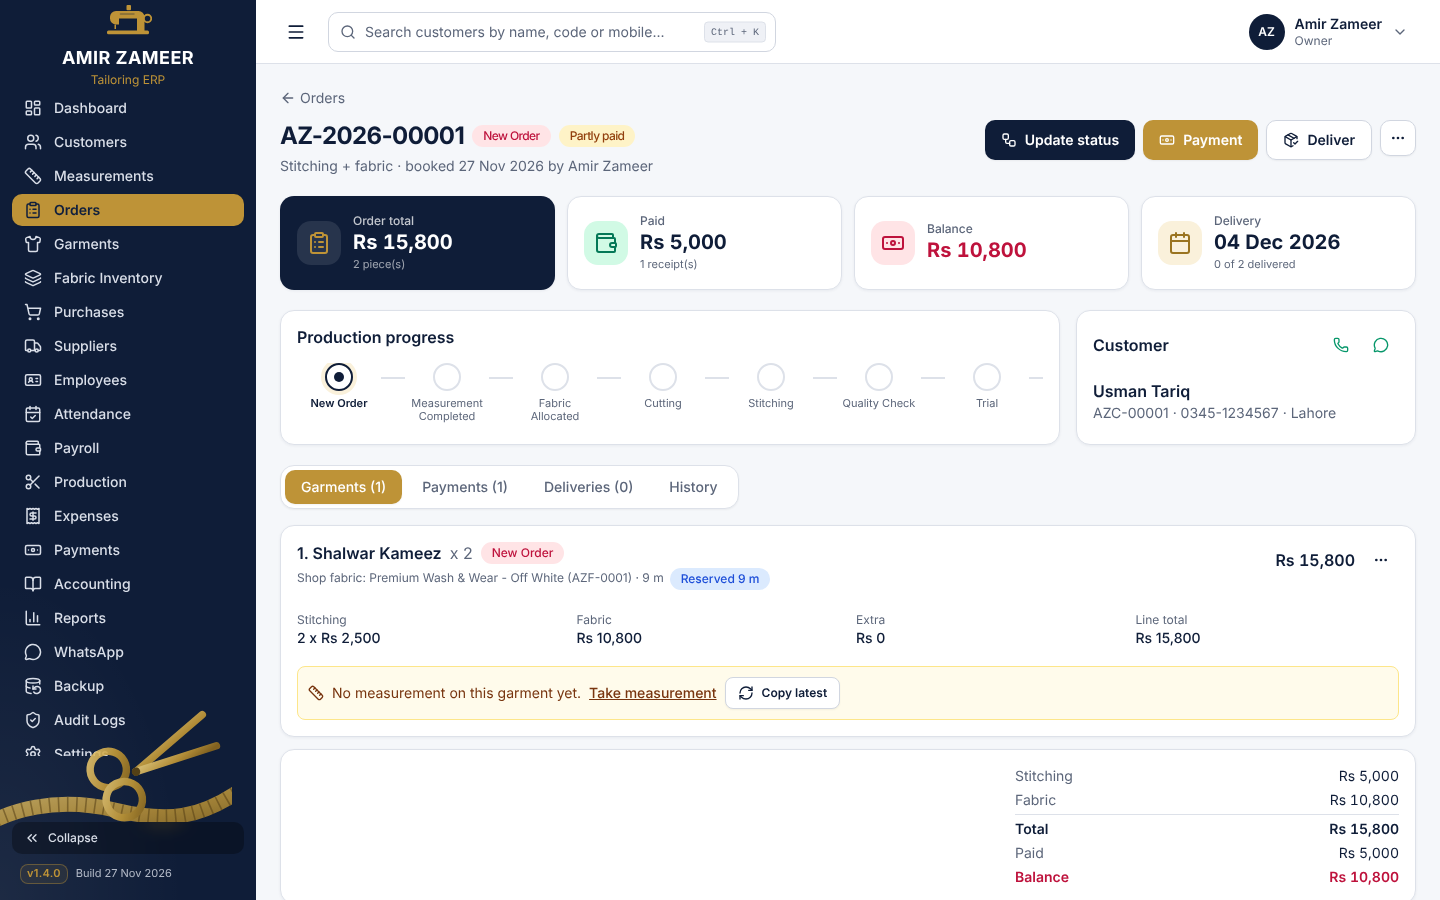 AMIR ZAMEER
Tailoring ERP
Dashboard
Customers
Measurements
Orders
Garments
Fabric Inventory
Purchases
Suppliers
Employees
Attendance
Payroll
Production
Expenses
Payments
Accounting
Reports
WhatsApp
Backup
Audit Logs
Settings
Collapse
v1.4.0 Build 27 Nov 2026
Search customers by name, code or mobile... Ctrl + K
AZ Amir Zameer
Owner
Orders
AZ-2026-00001 New Order Partly paid
Stitching + fabric · booked 27 Nov 2026 by Amir Zameer
Update status Payment Deliver
Order total
Rs 15,800
2 piece(s)
Paid
Rs 5,000
1 receipt(s)
Balance
Rs 10,800
Delivery
04 Dec 2026
0 of 2 delivered
Production progress
New Order
Measurement Completed
Fabric Allocated
Cutting
Stitching
Quality Check
Trial
Customer
Usman Tariq
AZC-00001 · 0345-1234567 · Lahore
Garments (1) Payments (1) Deliveries (0) History
1. Shalwar Kameez x 2 New Order
Rs 15,800
Shop fabric: Premium Wash & Wear - Off White (AZF-0001) · 9 m Reserved 9 m
Stitching Fabric Extra Line total
2 x Rs 2,500 Rs 10,800 Rs 0 Rs 15,800
No measurement on this garment yet. Take measurement Copy latest
Stitching Rs 5,000
Fabric Rs 10,800
Total Rs 15,800
Paid Rs 5,000
Balance Rs 10,800